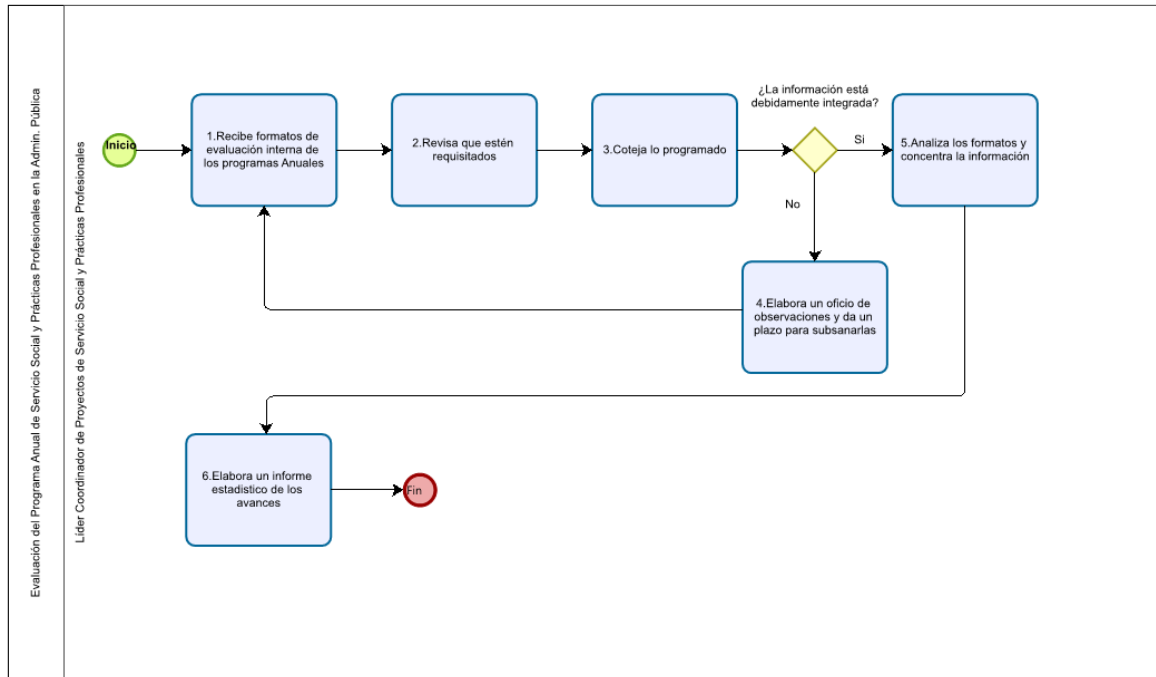 Evaluación del Programa Anual de Servicio Social y Prácticas Profesionales en la Admin. Pública
Líder Coordinador de Proyectos de Servicio Social y Prácticas Profesionales
Inicio
1.Recibe formatos de
evaluación interna de
los programas Anuales
2.Revisa que estén
requisitados
3.Coteja lo programado
¿La información está
debidamente integrada?
Si
No
5.Analiza los formatos y
concentra la información
4.Elabora un oficio de
observaciones y da un
plazo para subsanarlas
6.Elabora un informe
estadistico de los
avances
Fin